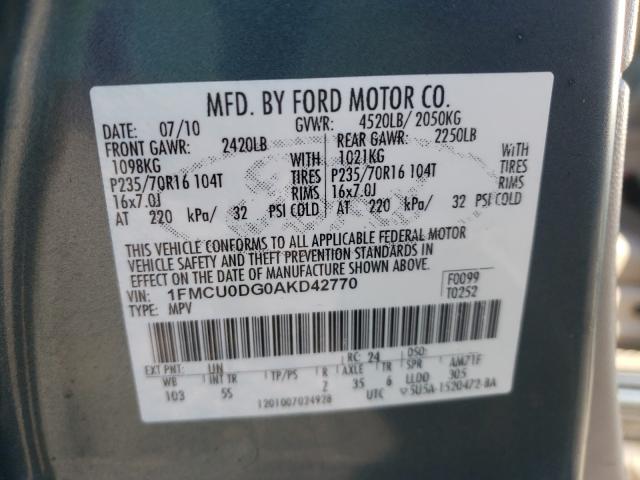 MFD. BY FORD MOTOR CO.
DATE: 07/10 GVWR: 4520LB/ 2050KG
FRONT GAWR: 2420LB REAR GAWR: 2250LB
1098KG WITH 1021KG WITH
P235/70R16 104T TIRES P235/70R16 104T TIRES
16x7.0J RIMS 16x7.0J RIMS
AT 220 kPa/ 32 PSI COLD AT 220 kPa/ 32 PSI COLD
THIS VEHICLE CONFORMS TO ALL APPLICABLE FEDERAL MOTOR
VEHICLE SAFETY AND THEFT PREVENTION STANDARDS IN
EFFECT ON THE DATE OF MANUFACTURE SHOWN ABOVE.
VIN: 1FMCU0DG0AKD42770 F0099
TYPE: MPV T0252
EXT PNT: UN RC: 24 DSO:
WB INT TR TP/PS R AXLE TR SPR AM71F
103 5S 2 35 6 LLDO 305
1201007024928 UTC 5U5A-1520472-BA